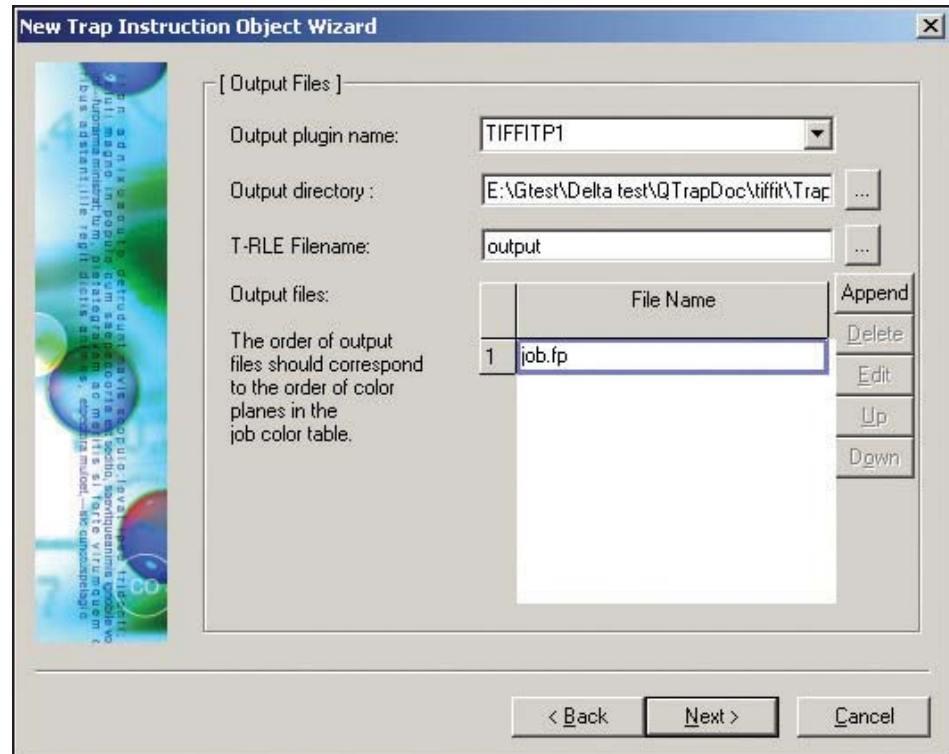 New Trap Instruction Object Wizard
[ Output Files ]
Output plugin name:
TIFFITP1
Output directory :
E:\Gtest\Delta test\QTrapDoc\tiffit\Trap
...
T-RLE Filename:
output
...
Output files:
The order of output
files should correspond
to the order of color
planes in the
job color table.
File Name
1
job.fp
Append
Delete
Edit
Up
Down
CO
< Back
Next >
Cancel